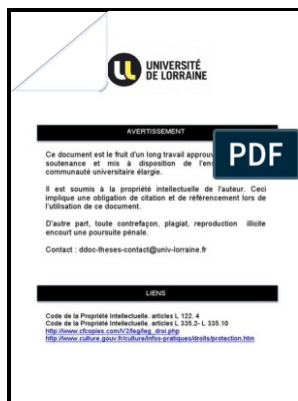 UNIVERSITÉ
DE LORRAINE
AVERTISSEMENT
PDF
Ce document est le fruit d'un long travail approuv
soutenance et mis à disposition de l'en
communauté universitaire élargie.
Il est soumis à la propriété intellectuelle de l'auteur. Ceci
implique une obligation de citation et de référencement lors de
l'utilisation de ce document.
D'autre part, toute contrefaçon, plagiat, reproduction illicite
encourt une poursuite pénale.
Contact : ddoc-theses-contact@univ-lorraine.fr
LIENS
Code de la Propriété Intellectuelle. articles L 122. 4
Code de la Propriété Intellectuelle. articles L 335.2- L 335.10
http://www.cfcopies.com/V2/leg/leg_droi.php
http://www.culture.gouv.fr/culture/infos-pratiques/droits/protection.htm